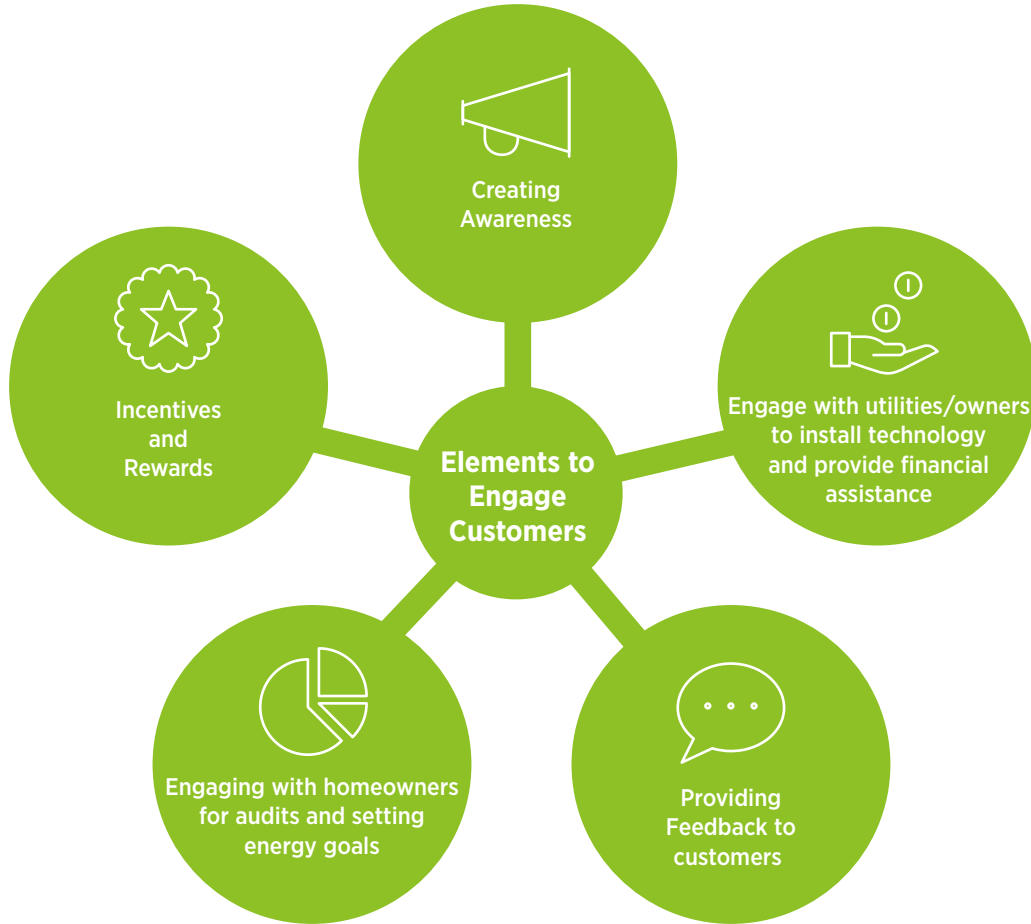 Creating
Awareness
Incentives
and
Rewards
Engage with utilities/owners
to install technology
and provide financial
assistance
Elements to
Engage
Customers
Engaging with homeowners
for audits and setting
energy goals
Providing
Feedback to
customers